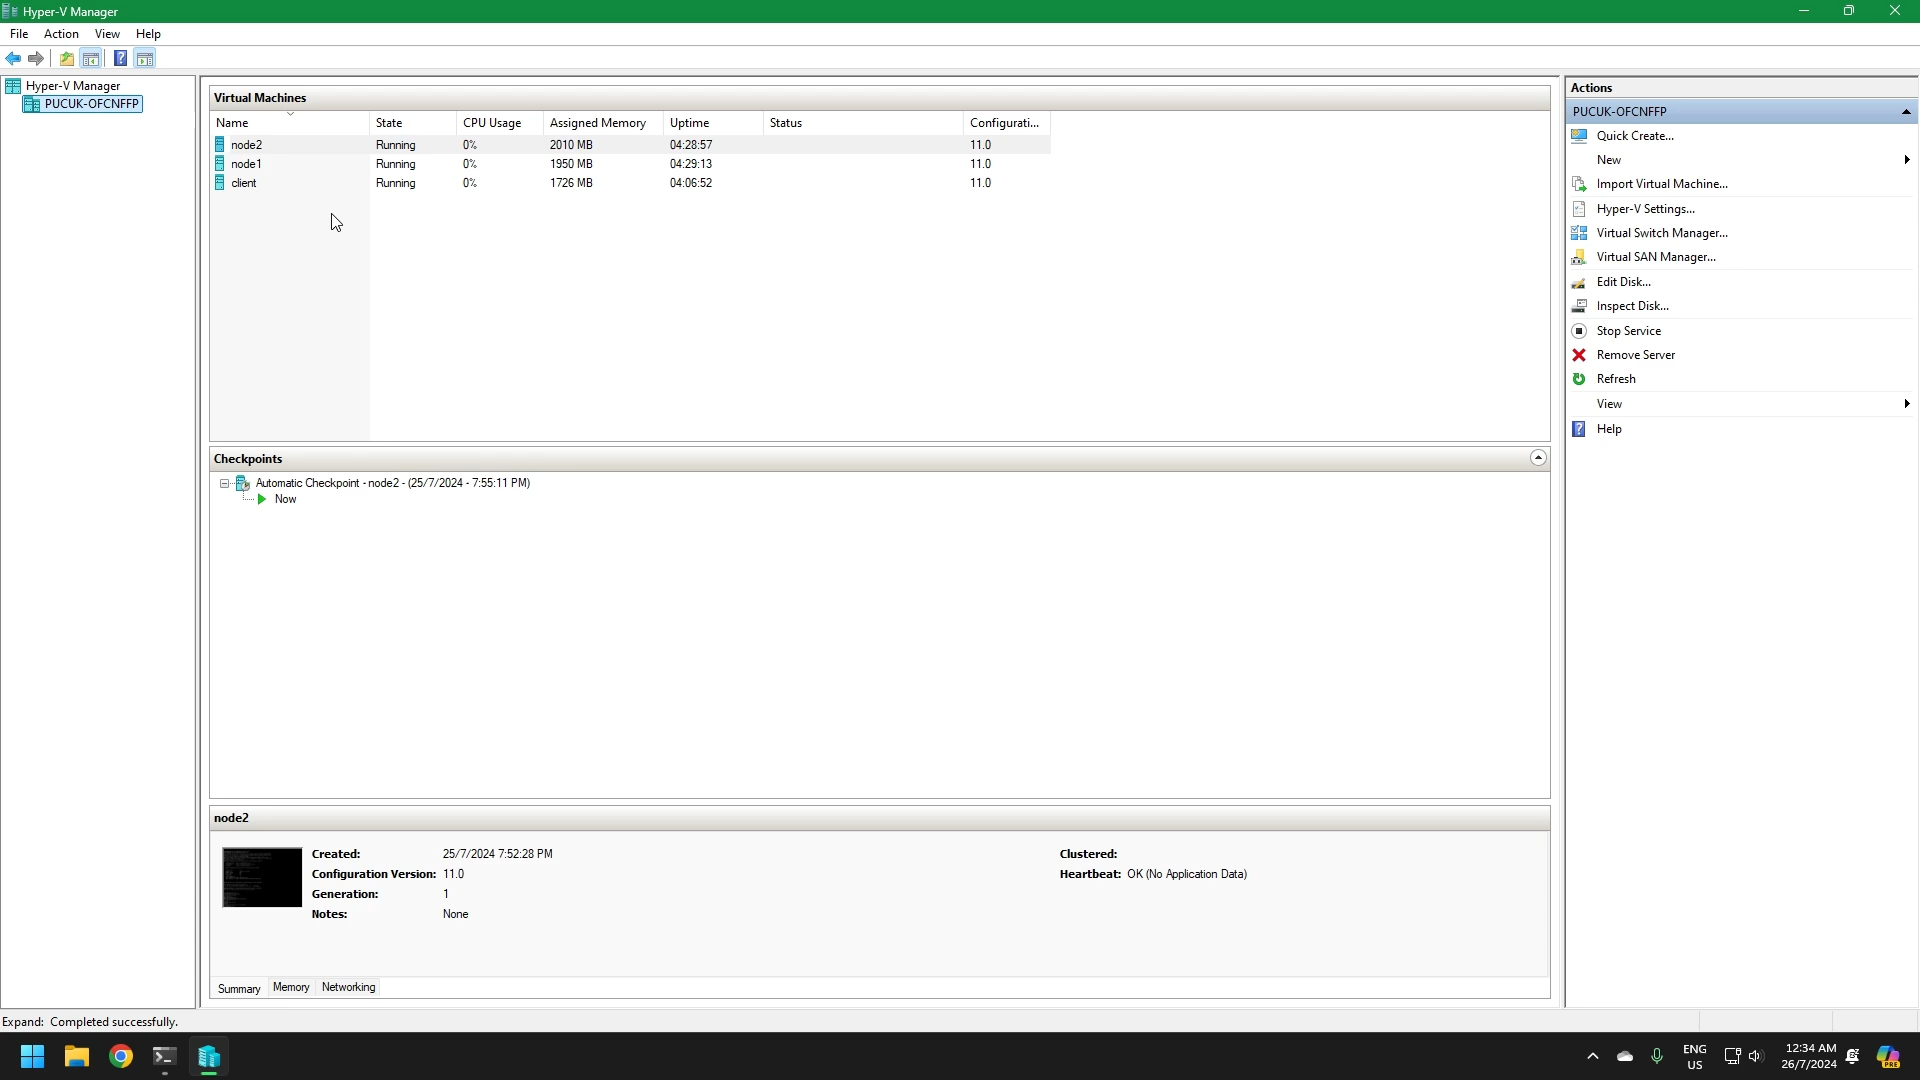 Hyper-V Manager
File Action View Help
Hyper-V Manager
PUCUK-OFCNFFP
Virtual Machines
Name State CPU Usage Assigned Memory Uptime Status Configurati...
node2 Running 0% 2010 MB 04:28:57 11.0
node1 Running 0% 1950 MB 04:29:13 11.0
client Running 0% 1726 MB 04:06:52 11.0
Checkpoints
Automatic Checkpoint - node2 - (25/7/2024 - 7:55:11 PM)
Now
node2
Created: 25/7/2024 7:52:28 PM
Configuration Version: 11.0
Generation: 1
Notes: None
Clustered:
Heartbeat: OK (No Application Data)
Summary Memory Networking
Actions
PUCUK-OFCNFFP
Quick Create...
New
Import Virtual Machine...
Hyper-V Settings...
Virtual Switch Manager...
Virtual SAN Manager...
Edit Disk...
Inspect Disk...
Stop Service
Remove Server
Refresh
View
Help
Expand: Completed successfully.
ENG
US
12:34 AM
26/7/2024
PRE